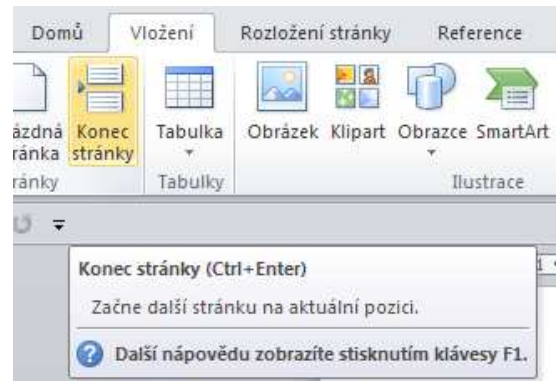 Domů Vložení Rozložení stránky Reference
ázdná Konec Tabulka Obrázek Klipart Obrazce SmartArt
ránka stránky
ránky Tabulky Ilustrace
1
Konec stránky (Ctrl+Enter)
Začne další stránku na aktuální pozici.
Další nápovědu zobrazíte stisknutím klávesy F1.